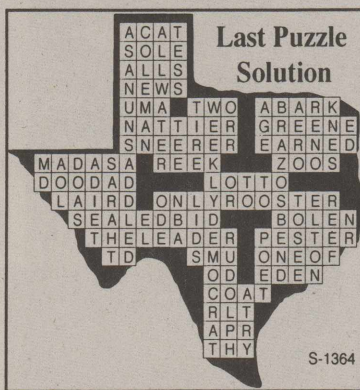 Last Puzzle
Solution
ACAT
SOLE
ALLS
NEWS
UMA TWO ABARK
NATTIER GREENE
SNEERER EARNED
MADASA REEK ZOOS
DOODAD LOTTO
LAIRD ONLYROOSTER
SEALEDBID BOLEN
THELEADER PESTER
TD SMU ONEOF
OD EDEN
COAT
RLT
APR
THY
S-1364